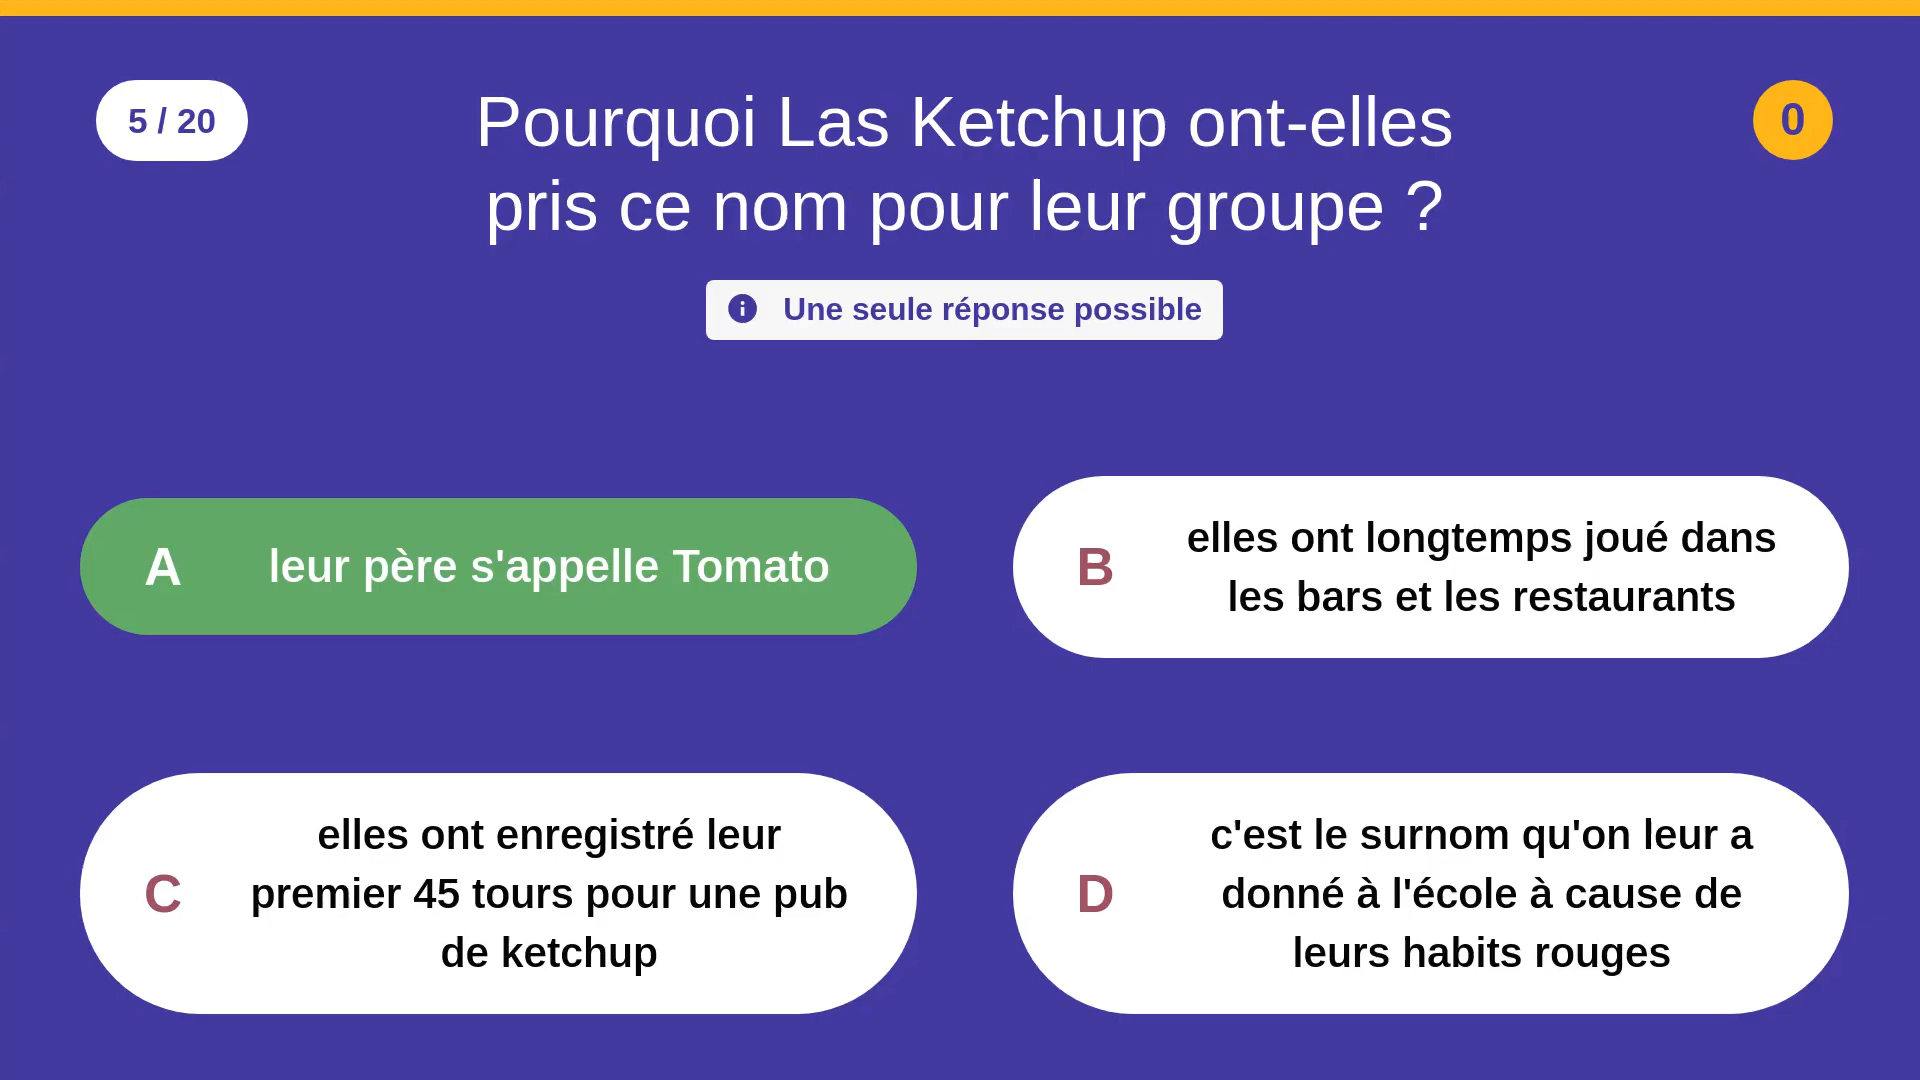 5 / 20
Pourquoi Las Ketchup ont-elles
pris ce nom pour leur groupe ?
0
Une seule réponse possible
A
leur père s'appelle Tomato
B
elles ont longtemps joué dans
les bars et les restaurants
C
elles ont enregistré leur
premier 45 tours pour une pub
de ketchup
D
c'est le surnom qu'on leur a
donné à l'école à cause de
leurs habits rouges